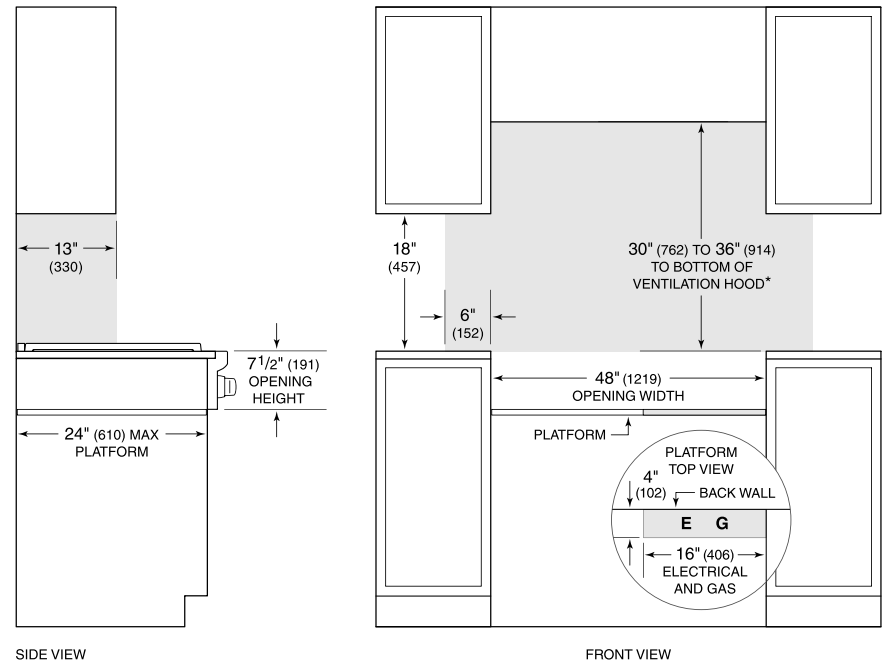 13"
(330)
7 1/2" (191)
OPENING
HEIGHT
24" (610) MAX
PLATFORM
SIDE VIEW
18"
(457)
6"
(152)
30" (762) TO 36" (914)
TO BOTTOM OF
VENTILATION HOOD*
48" (1219)
OPENING WIDTH
PLATFORM
PLATFORM
TOP VIEW
4"
(102)
BACK WALL
E G
16" (406)
ELECTRICAL
AND GAS
FRONT VIEW